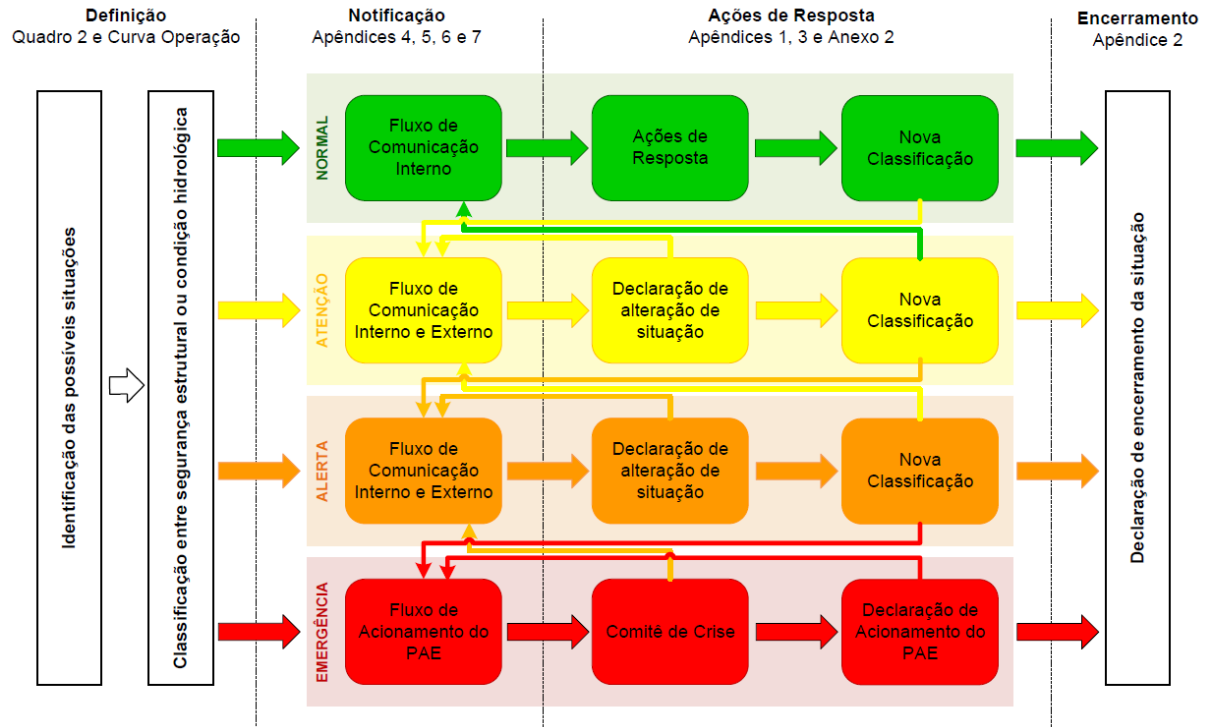 Definição
Quadro 2 e Curva Operação
Notificação
Apêndices 4, 5, 6 e 7
Ações de Resposta
Apêndices 1, 3 e Anexo 2
Encerramento
Apêndice 2
Identificação das possíveis situações
Classificação entre segurança estrutural ou condição hidrológica
NORMAL
Fluxo de
Comunicação
Interno
Ações de
Resposta
Nova
Classificação
ATENÇÃO
Fluxo de
Comunicação
Interno e Externo
Declaração de
alteração de
situação
Nova
Classificação
ALERTA
Fluxo de
Comunicação
Interno e Externo
Declaração de
alteração de
situação
Nova
Classificação
EMERGÊNCIA
Fluxo de
Acionamento do
PAE
Comitê de Crise
Declaração de
Acionamento do
PAE
Declaração de encerramento da situação